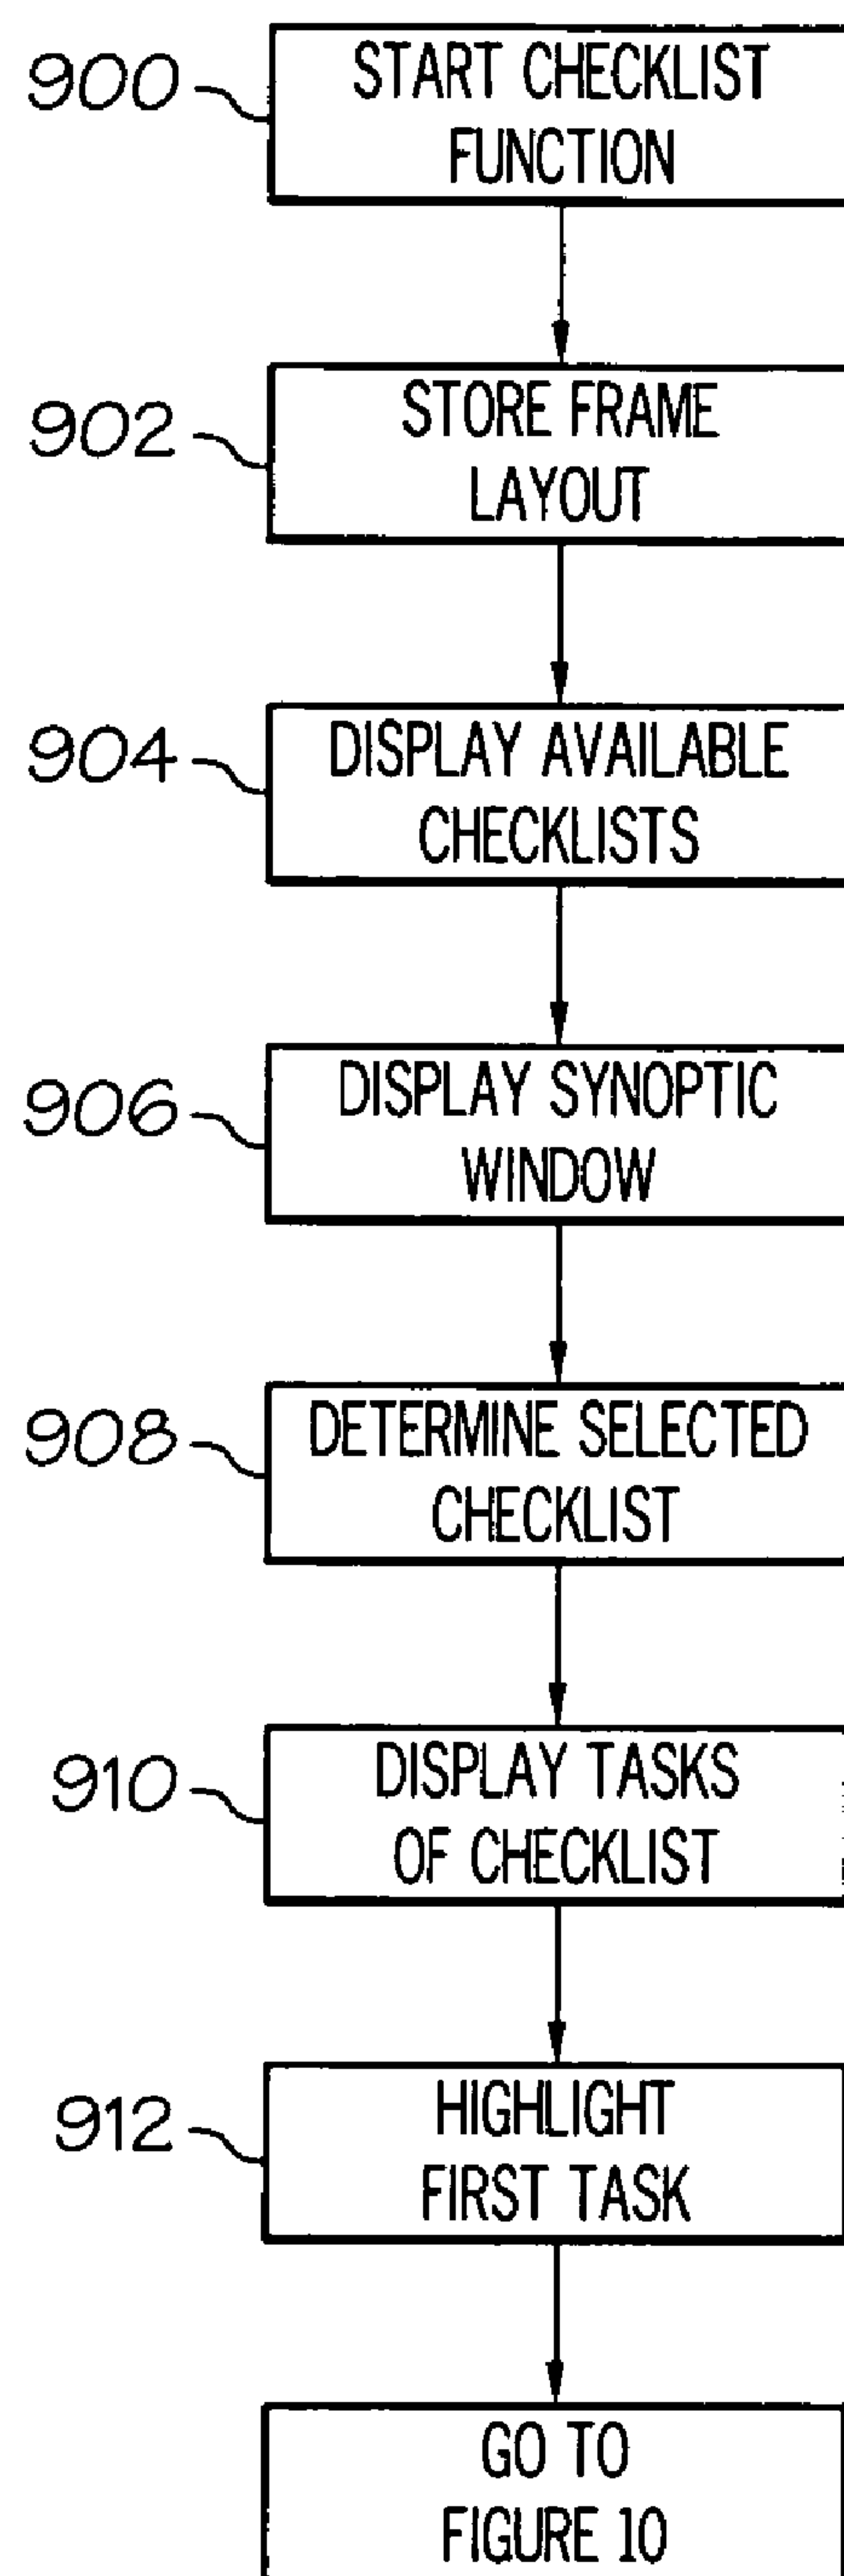 900
START CHECKLIST
FUNCTION
902
STORE FRAME
LAYOUT
904
DISPLAY AVAILABLE
CHECKLISTS
906
DISPLAY SYNOPTIC
WINDOW
908
DETERMINE SELECTED
CHECKLIST
910
DISPLAY TASKS
OF CHECKLIST
912
HIGHLIGHT
FIRST TASK
GO TO
FIGURE 10